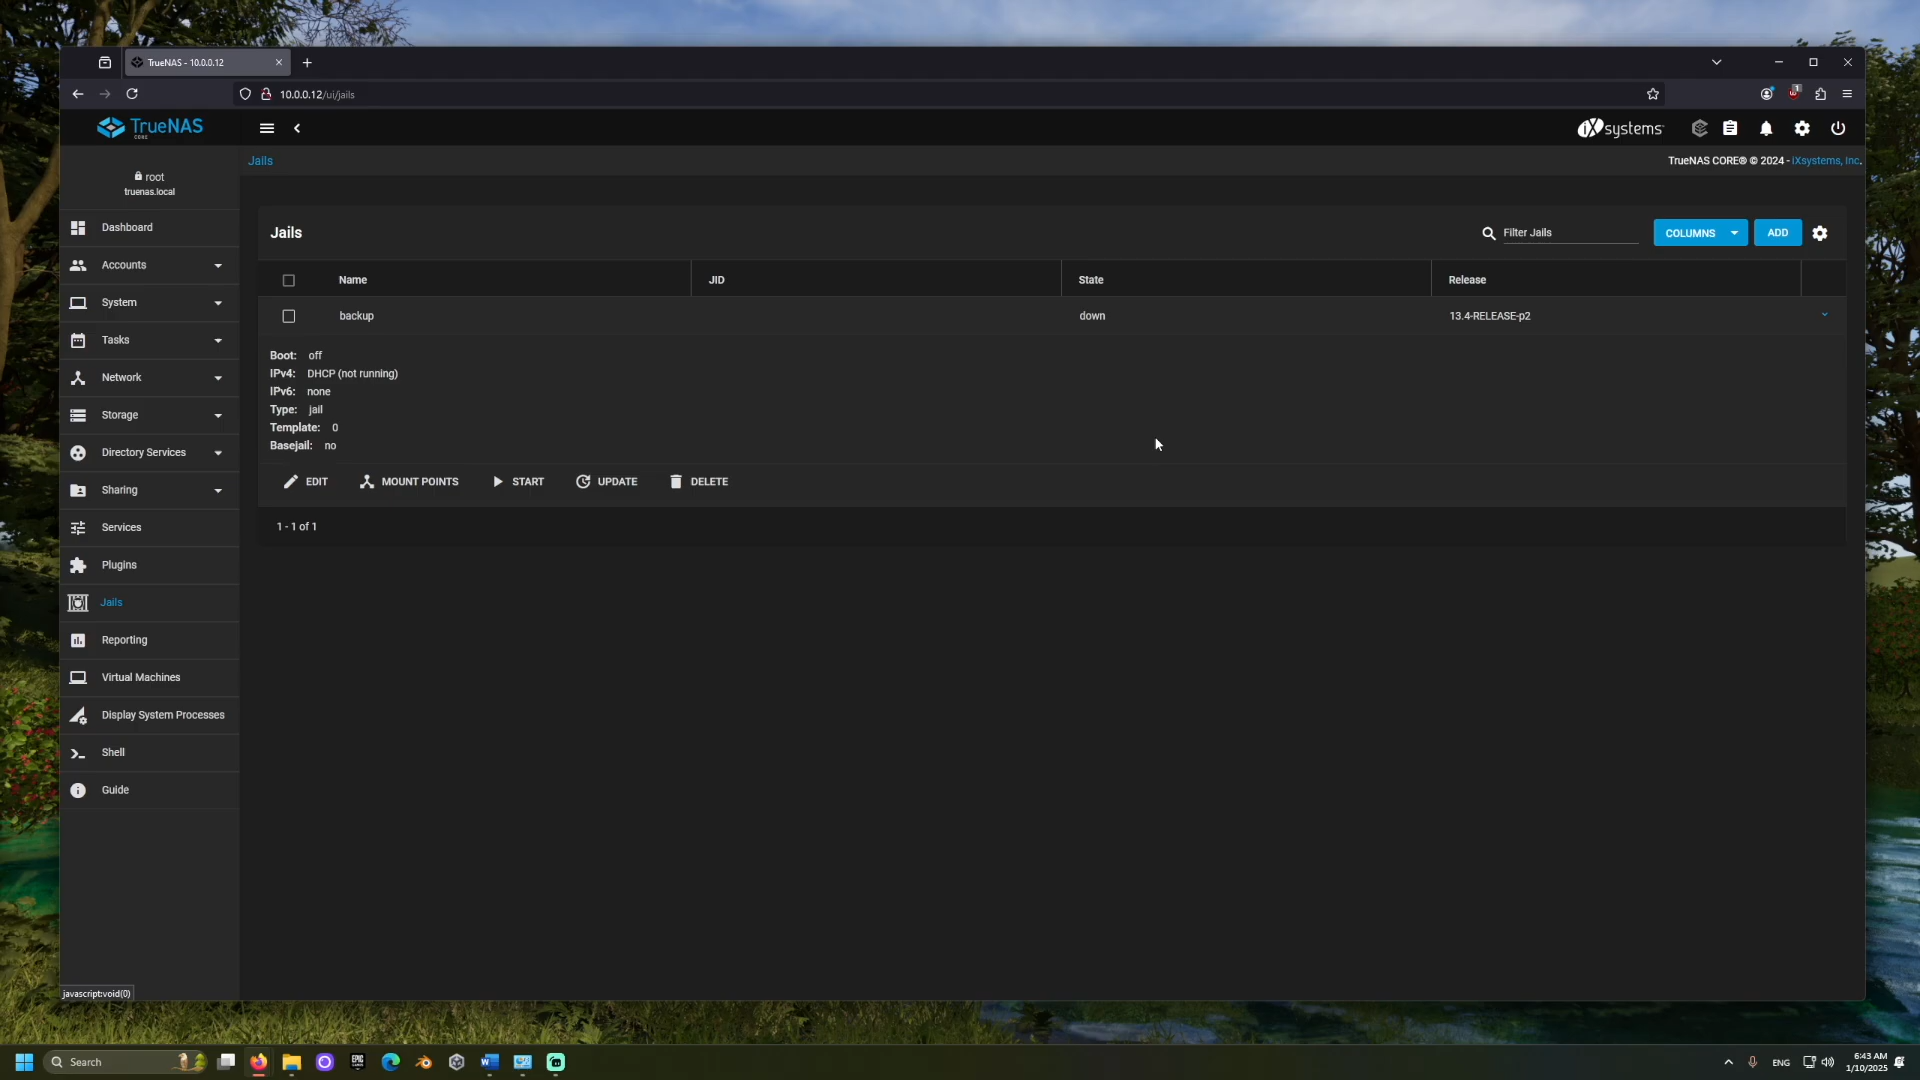 TrueNAS - 10.0.0.12
10.0.0.12/ui/jails
1
TrueNAS
CORE
iXsystems
root
truenas.local
Jails
TrueNAS CORE® © 2024 - iXsystems, Inc.
Dashboard
Accounts
System
Tasks
Network
Storage
Directory Services
Sharing
Services
Plugins
Jails
Reporting
Virtual Machines
Display System Processes
Shell
Guide
Jails
Filter Jails
COLUMNS
ADD
Name JID State Release
backup down 13.4-RELEASE-p2
Boot: off
IPv4: DHCP (not running)
IPv6: none
Type: jail
Template: 0
Basejail: no
EDIT MOUNT POINTS START UPDATE DELETE
1 - 1 of 1
javascript:void(0)
Search
EPIC
ENG
6:43 AM
1/10/2025